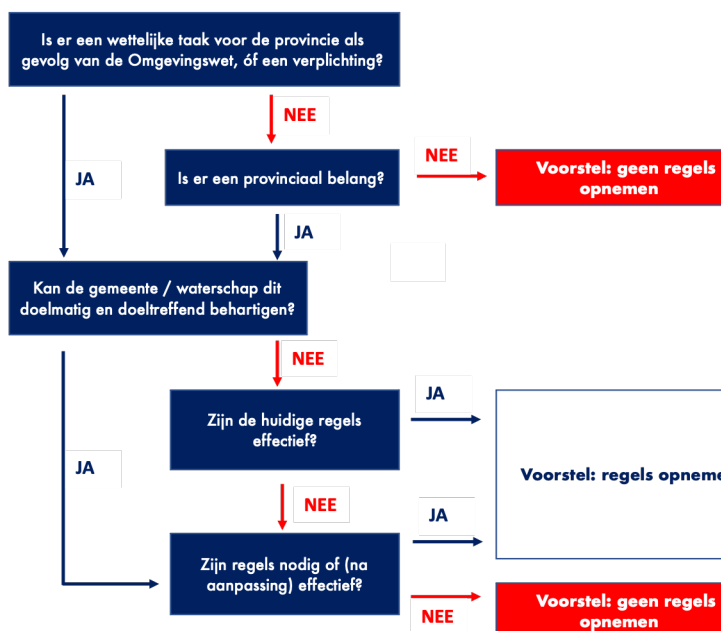 Is er een wettelijke taak voor de provincie als
gevolg van de Omgevingswet, óf een verplichting?
NEE
JA
Is er een provinciaal belang?
NEE
Voorstel: geen regels
opnemen
JA
Kan de gemeente / waterschap dit
doelmatig en doeltreffend behartigen?
NEE
JA
Zijn de huidige regels
effectief?
JA
Voorstel: regels opneme
NEE
JA
Zijn regels nodig of (na
aanpassing) effectief?
NEE
Voorstel: geen regels
opnemen